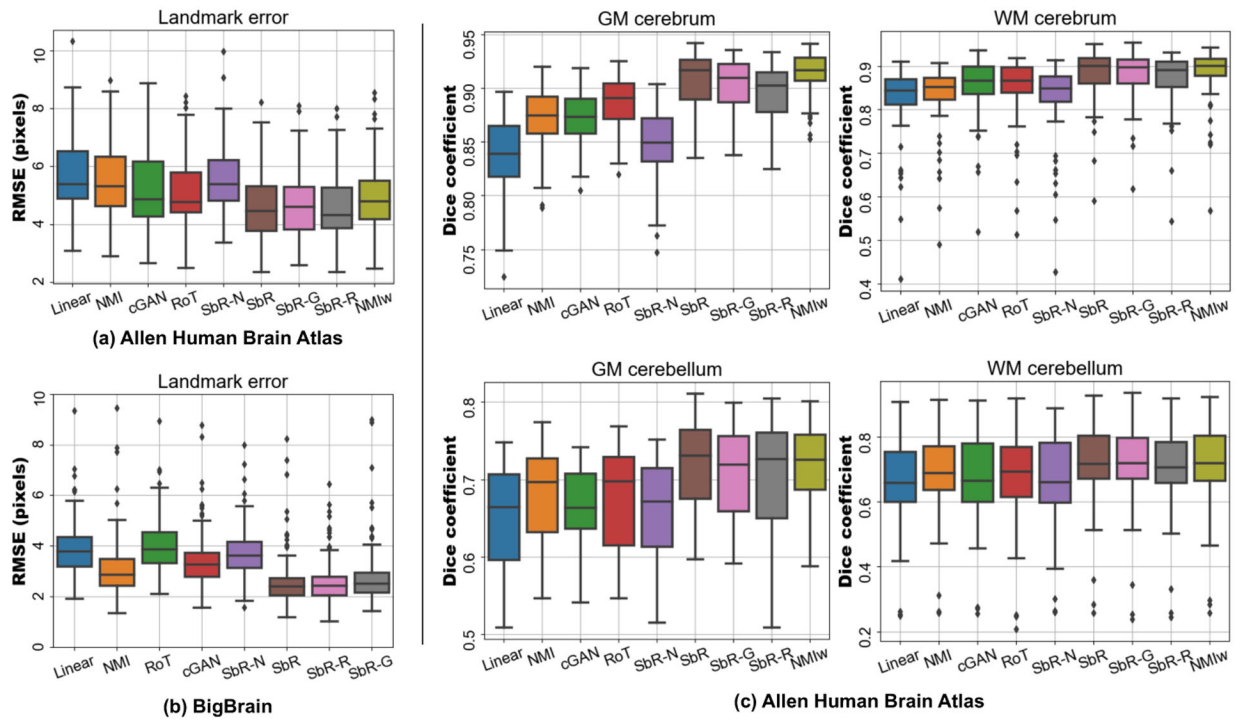 Landmark error
RMSE (pixels)
10
8
6
4
2
Linear NMI cGAN RoT SbR-N SbR SbR-G SbR-R NMIw
(a) Allen Human Brain Atlas
Landmark error
RMSE (pixels)
10
8
6
4
2
0
Linear NMI RoT cGAN SbR-N SbR SbR-R SbR-G
(b) BigBrain
GM cerebrum
Dice coefficient
0.95
0.90
0.85
0.80
0.75
Linear NMI cGAN RoT SbR-N SbR SbR-G SbR-R NMIw
WM cerebrum
Dice coefficient
0.9
0.8
0.7
0.6
0.5
0.4
Linear NMI cGAN RoT SbR-N SbR SbR-G SbR-R NMIw
GM cerebellum
Dice coefficient
0.8
0.7
0.6
0.5
Linear NMI cGAN RoT SbR-N SbR SbR-G SbR-R NMIw
WM cerebellum
Dice coefficient
0.8
0.6
0.4
0.2
Linear NMI cGAN RoT SbR-N SbR SbR-G SbR-R NMIw
(c) Allen Human Brain Atlas